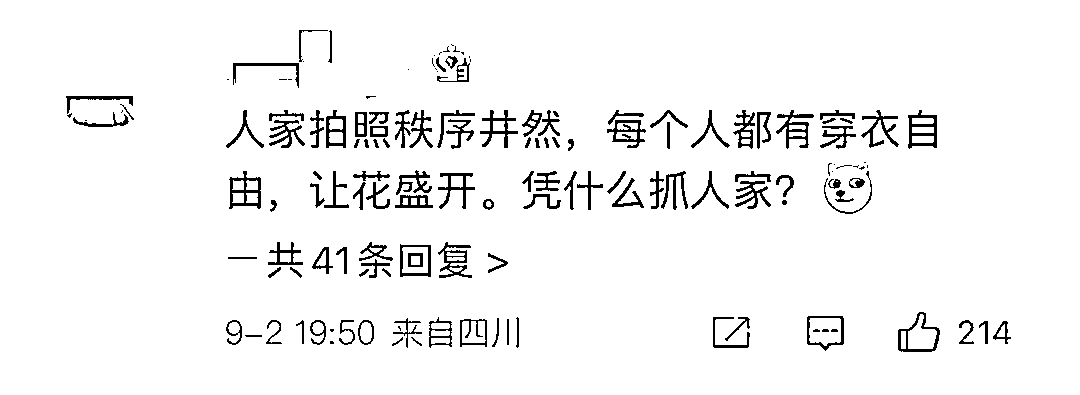 人家拍照秩序井然，每个人都有穿衣自
由，让花盛开。凭什么抓人家？
一共41条回复 >
9-2 19:50 来自四川
214